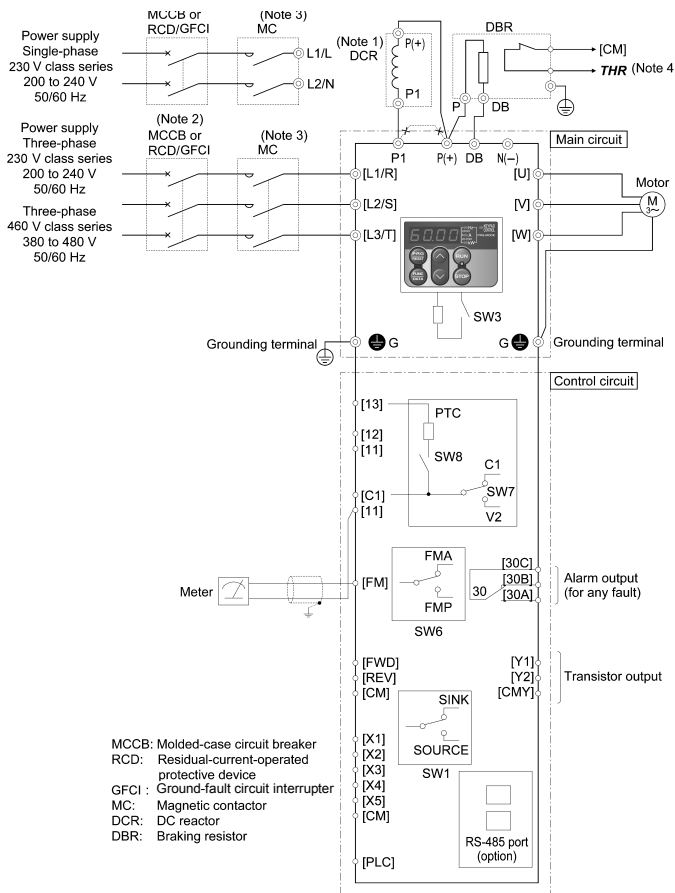 Power supply
Single-phase
230 V class series
200 to 240 V
50/60 Hz
MCCB or
RCD/GFCI
(Note 3)
MC
L1/L
L2/N
(Note 1)
DCR
P(+)
P1
DBR
[CM]
THR (Note 4
P
DB
Power supply
Three-phase
230 V class series
200 to 240 V
50/60 Hz
Three-phase
460 V class series
380 to 480 V
50/60 Hz
(Note 2)
MCCB or
RCD/GFCI
(Note 3)
MC
Main circuit
P1
P(+)
DB
N(−)
[L1/R]
[L2/S]
[L3/T]
[U]
[V]
[W]
Motor
M
3~
60.00
RUN
STOP
SW3
Grounding terminal
G
G
Grounding terminal
Control circuit
[13]
[12]
[11]
[C1]
[11]
PTC
SW8
C1
SW7
V2
Meter
[FM]
FMA
FMP
SW6
[30C]
[30B]
[30A]
30
Alarm output
(for any fault)
[FWD]
[REV]
[CM]
[Y1]
[Y2]
[CMY]
Transistor output
SINK
SOURCE
SW1
[X1]
[X2]
[X3]
[X4]
[X5]
[CM]
[PLC]
RS-485 port
(option)
MCCB: Molded-case circuit breaker
RCD: Residual-current-operated
protective device
GFCI : Ground-fault circuit interrupter
MC: Magnetic contactor
DCR: DC reactor
DBR: Braking resistor